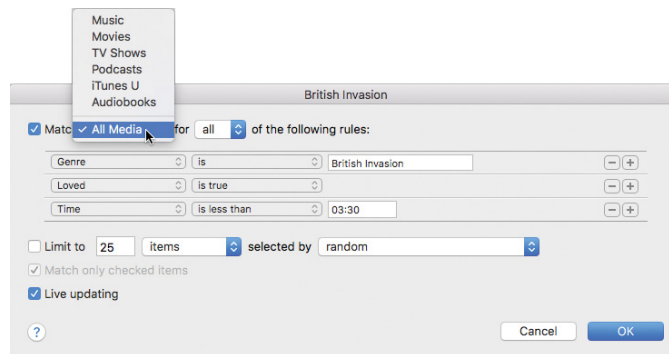 Music
Movies
TV Shows
Podcasts
iTunes U
Audiobooks
British Invasion
Matc ✓ All Media for all of the following rules:
Genre is British Invasion
Loved is true
Time is less than 03:30
Limit to 25 items selected by random
Match only checked items
Live updating
? Cancel OK